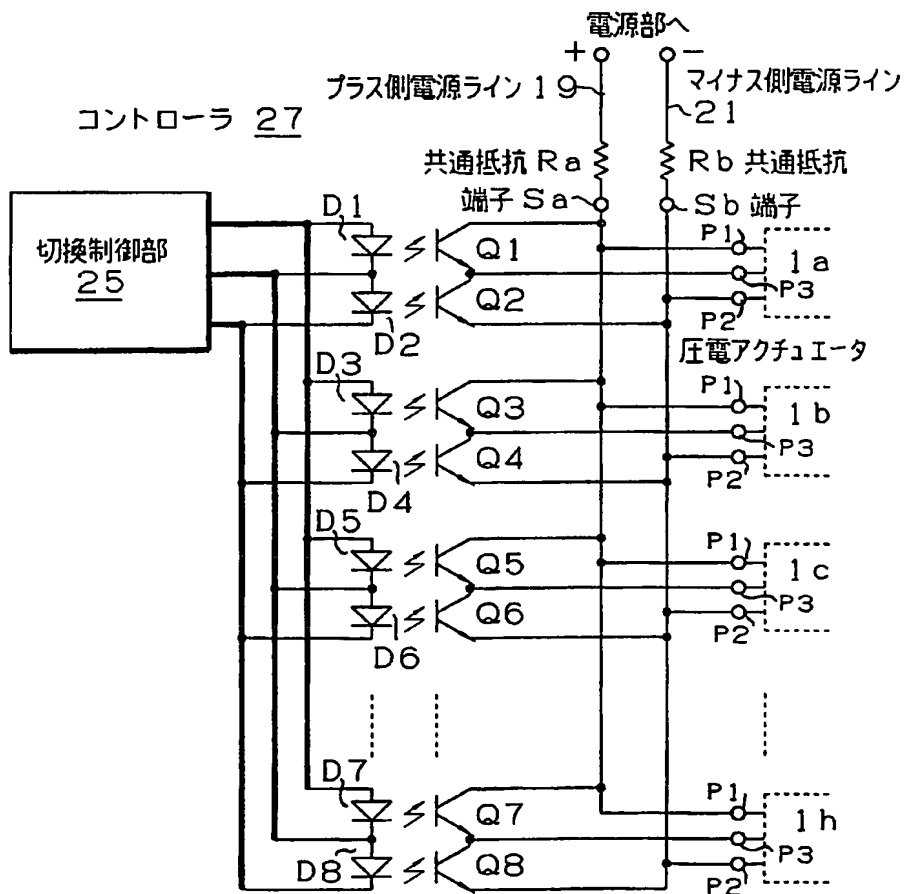 電源部へ
+ −
プラス側電源ライン 19
マイナス側電源ライン
21
コントローラ 27
共通抵抗 Ra
Rb 共通抵抗
端子 Sa
Sb 端子
切換制御部
25
D1
Q1
P1
1a
P3
D2
Q2
P2
圧電アクチュエータ
D3
Q3
P1
1b
P3
D4
Q4
P2
D5
Q5
P1
1c
P3
D6
Q6
P2
D7
Q7
P1
1h
P3
D8
Q8
P2